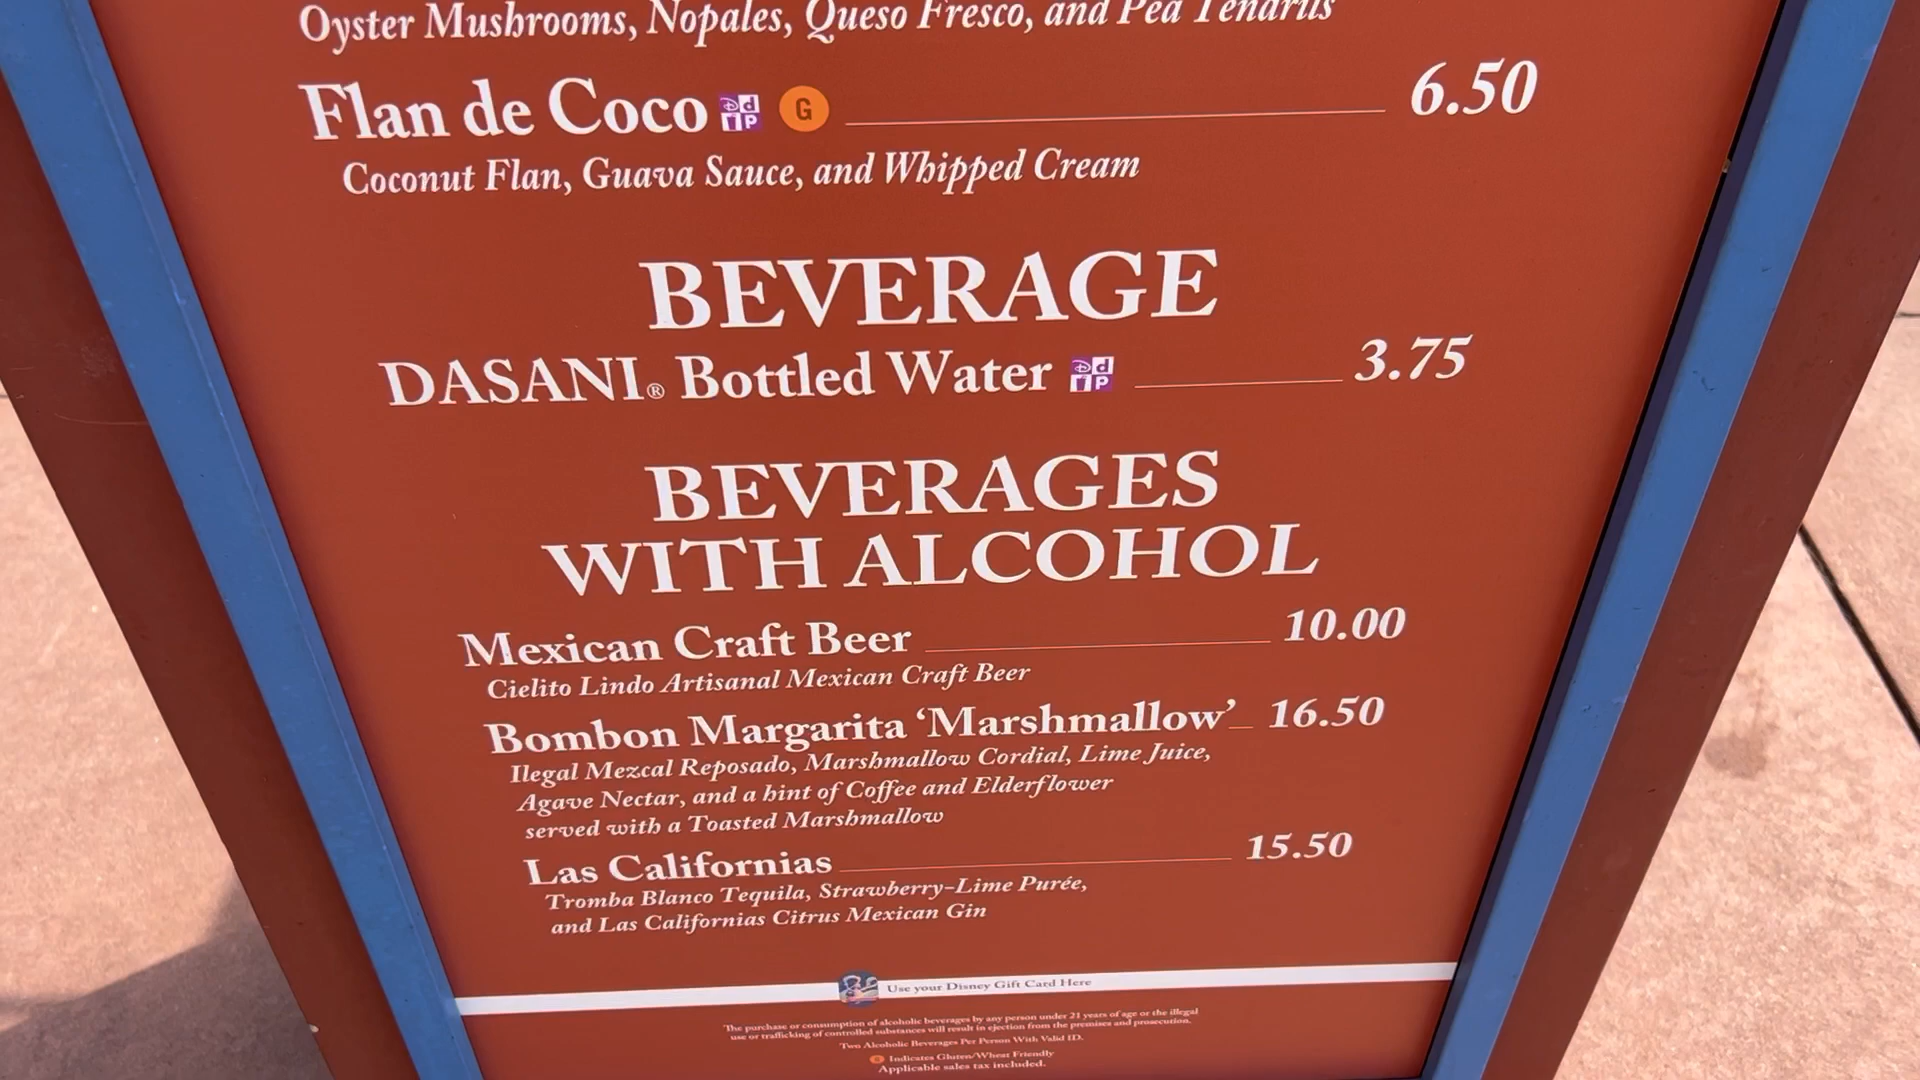 Oyster Mushrooms, Nopales, Queso Fresco, and Pea Tendrils
Flan de Coco DdIP G 6.50
Coconut Flan, Guava Sauce, and Whipped Cream
BEVERAGE
DASANI® Bottled Water DdIP 3.75
BEVERAGES
WITH ALCOHOL
Mexican Craft Beer 10.00
Cielito Lindo Artisanal Mexican Craft Beer
Bombon Margarita ‘Marshmallow’ 16.50
Ilegal Mezcal Reposado, Marshmallow Cordial, Lime Juice,
Agave Nectar, and a hint of Coffee and Elderflower
served with a Toasted Marshmallow
Las Californias 15.50
Tromba Blanco Tequila, Strawberry-Lime Purée,
and Las Californias Citrus Mexican Gin
Use your Disney Gift Card Here
The purchase or consumption of alcoholic beverages by any person under 21 years of age or the illegal
use or trafficking of controlled substances will result in ejection from the premises and prosecution.
Two Alcoholic Beverages Per Person With Valid ID.
G Indicates Gluten/Wheat Friendly
Applicable sales tax included.